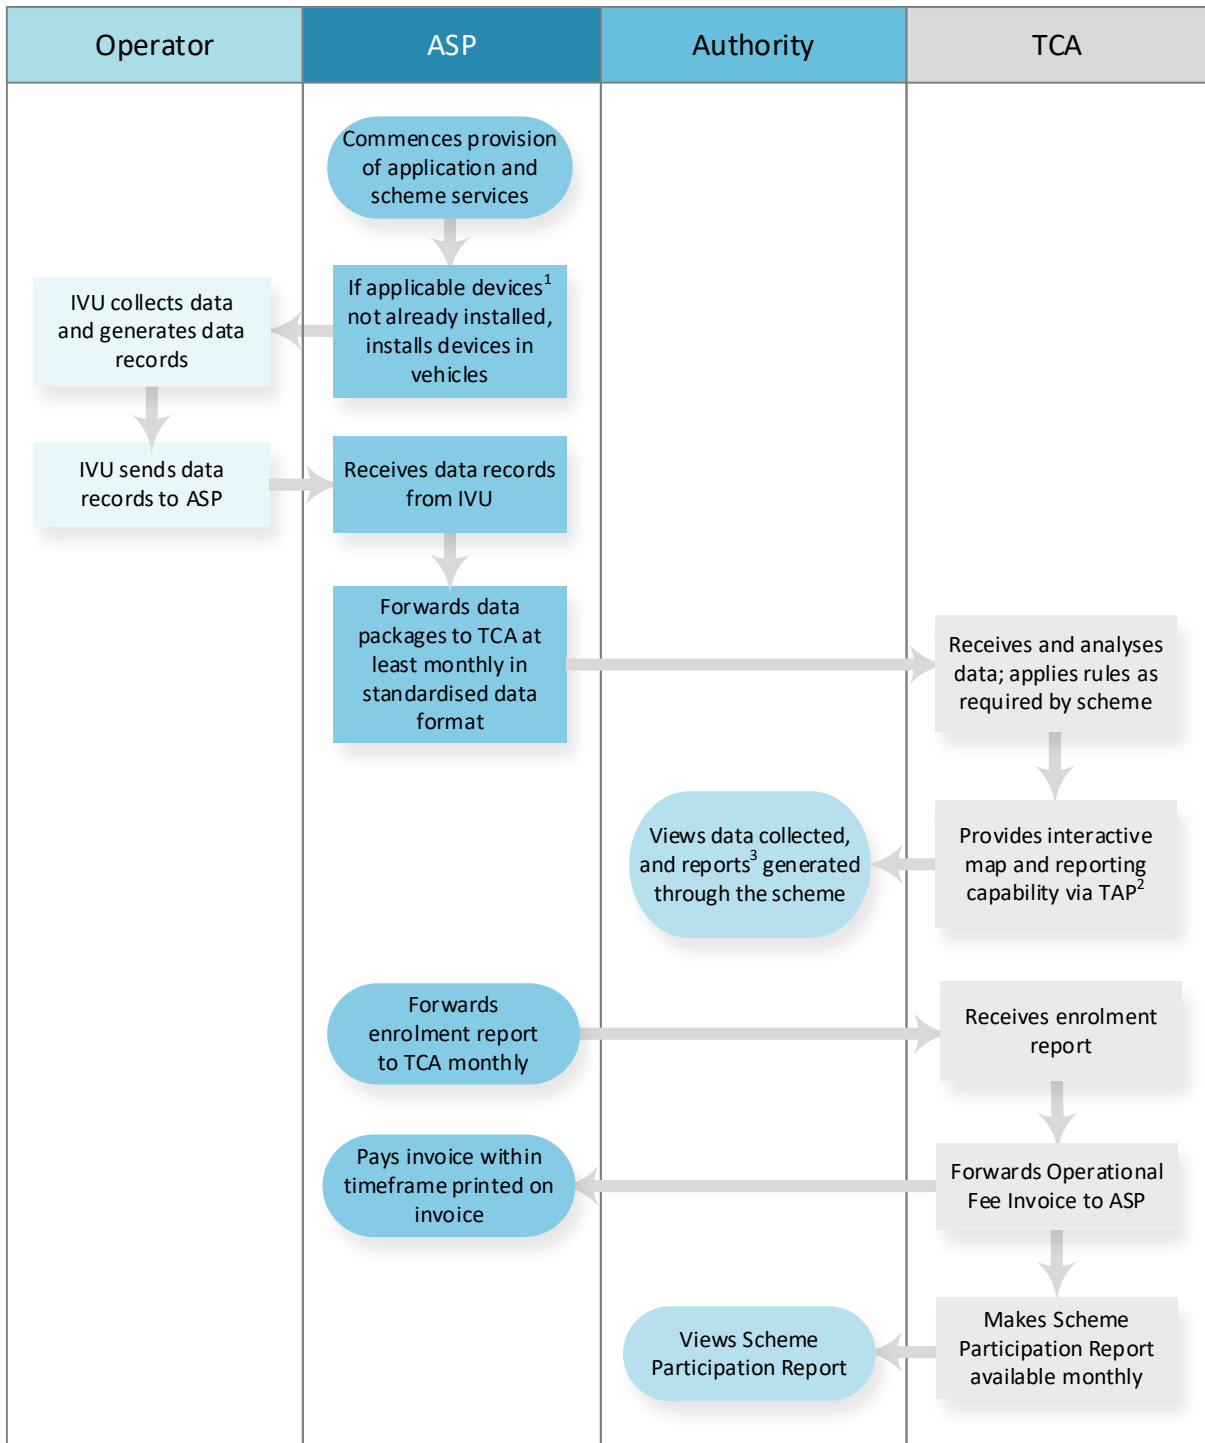 Operator
ASP
Authority
TCA
Commences provision
of application and
scheme services
If applicable devices¹
not already installed,
installs devices in
vehicles
IVU collects data
and generates data
records
IVU sends data
records to ASP
Receives data records
from IVU
Forwards data
packages to TCA at
least monthly in
standardised data
format
Receives and analyses
data; applies rules as
required by scheme
Provides interactive
map and reporting
capability via TAP²
Views data collected,
and reports³ generated
through the scheme
Forwards
enrolment report
to TCA monthly
Receives enrolment
report
Forwards Operational
Fee Invoice to ASP
Pays invoice within
timeframe printed on
invoice
Makes Scheme
Participation Report
available monthly
Views Scheme
Participation Report